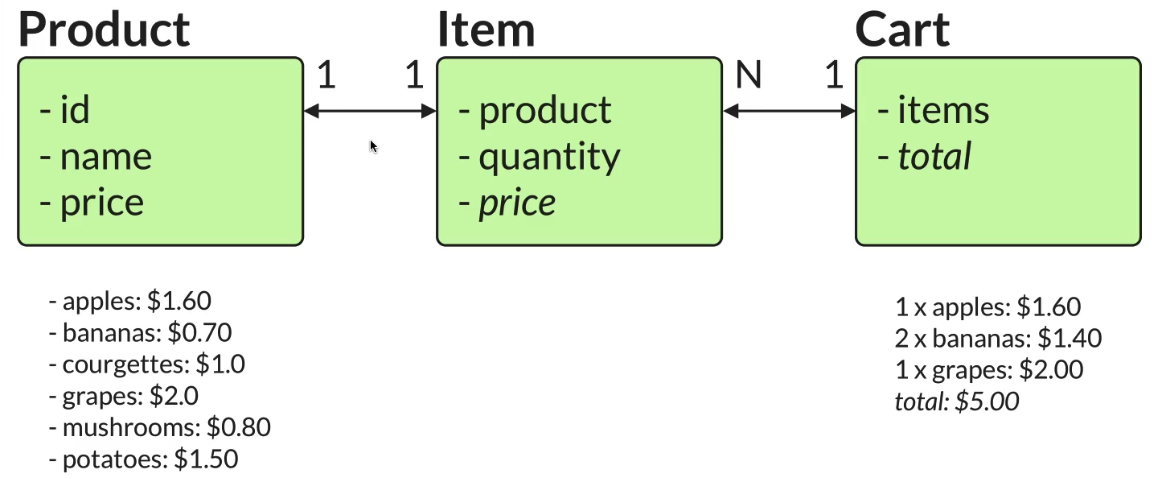 Product
1 1
- id
- name
- price
- apples: $1.60
- bananas: $0.70
- courgettes: $1.0
- grapes: $2.0
- mushrooms: $0.80
- potatoes: $1.50
Item
N 1
- product
- quantity
- price
Cart
- items
- total
1 x apples: $1.60
2 x bananas: $1.40
1 x grapes: $2.00
total: $5.00